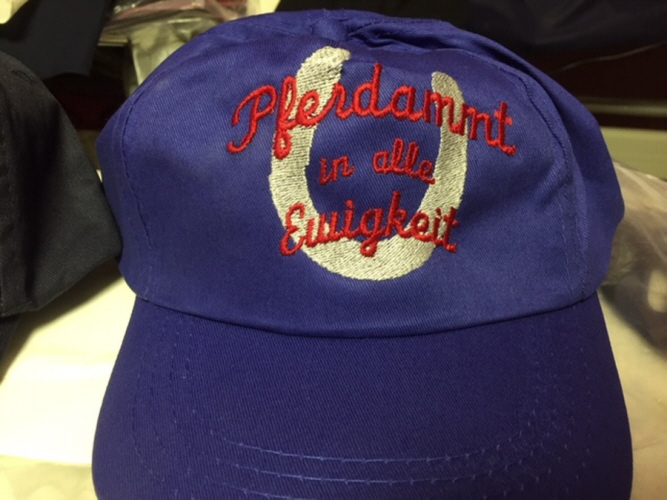 Pferdammt
in alle
Ewigkeit